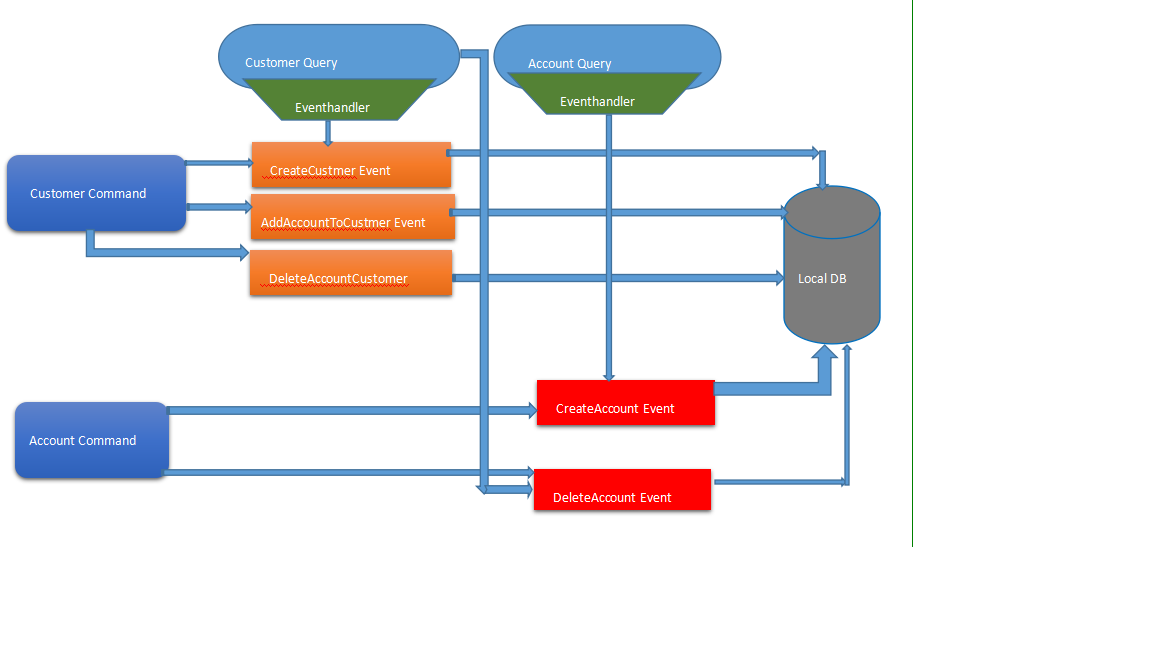 Customer Query
Account Query
Eventhandler
Eventhandler
CreateCustmer Event
Customer Command
AddAccountToCustmer Event
DeleteAccountCustomer
Local DB
CreateAccount Event
Account Command
DeleteAccount Event